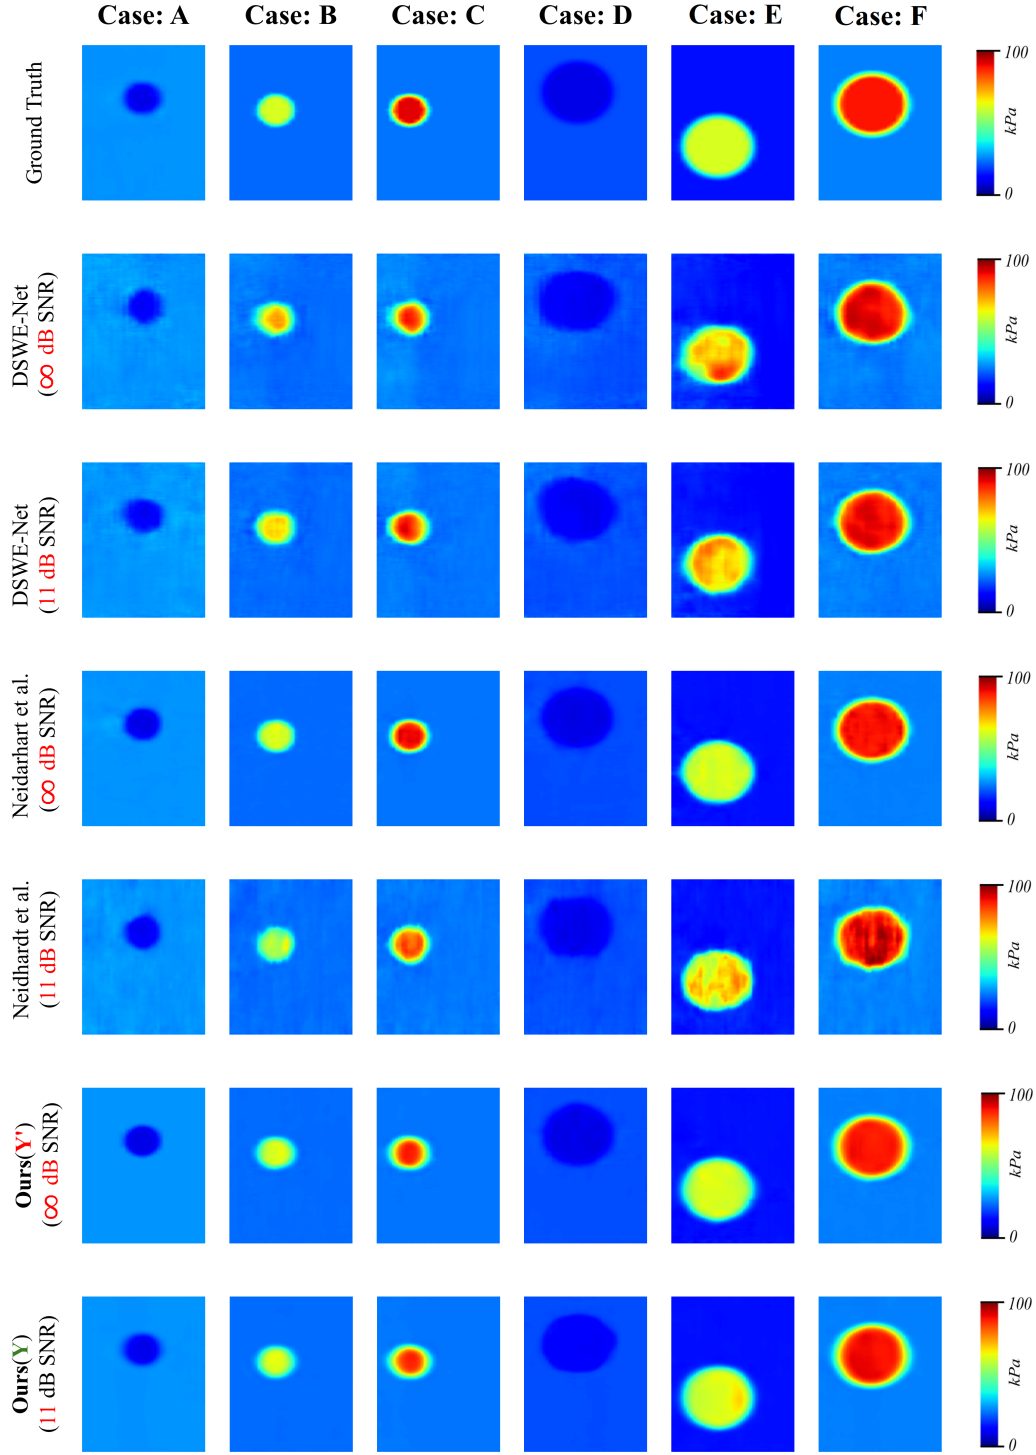 Case: A Case: B Case: C Case: D Case: E Case: F
Ground Truth
100
kPa
0
DSWE-Net
(∞ dB SNR)
100
kPa
0
DSWE-Net
(11 dB SNR)
100
kPa
0
Neidarhart et al.
(∞ dB SNR)
100
kPa
0
Neidhardt et al.
(11 dB SNR)
100
kPa
0
Ours(Y')
(∞ dB SNR)
100
kPa
0
Ours(Y)
(11 dB SNR)
100
kPa
0